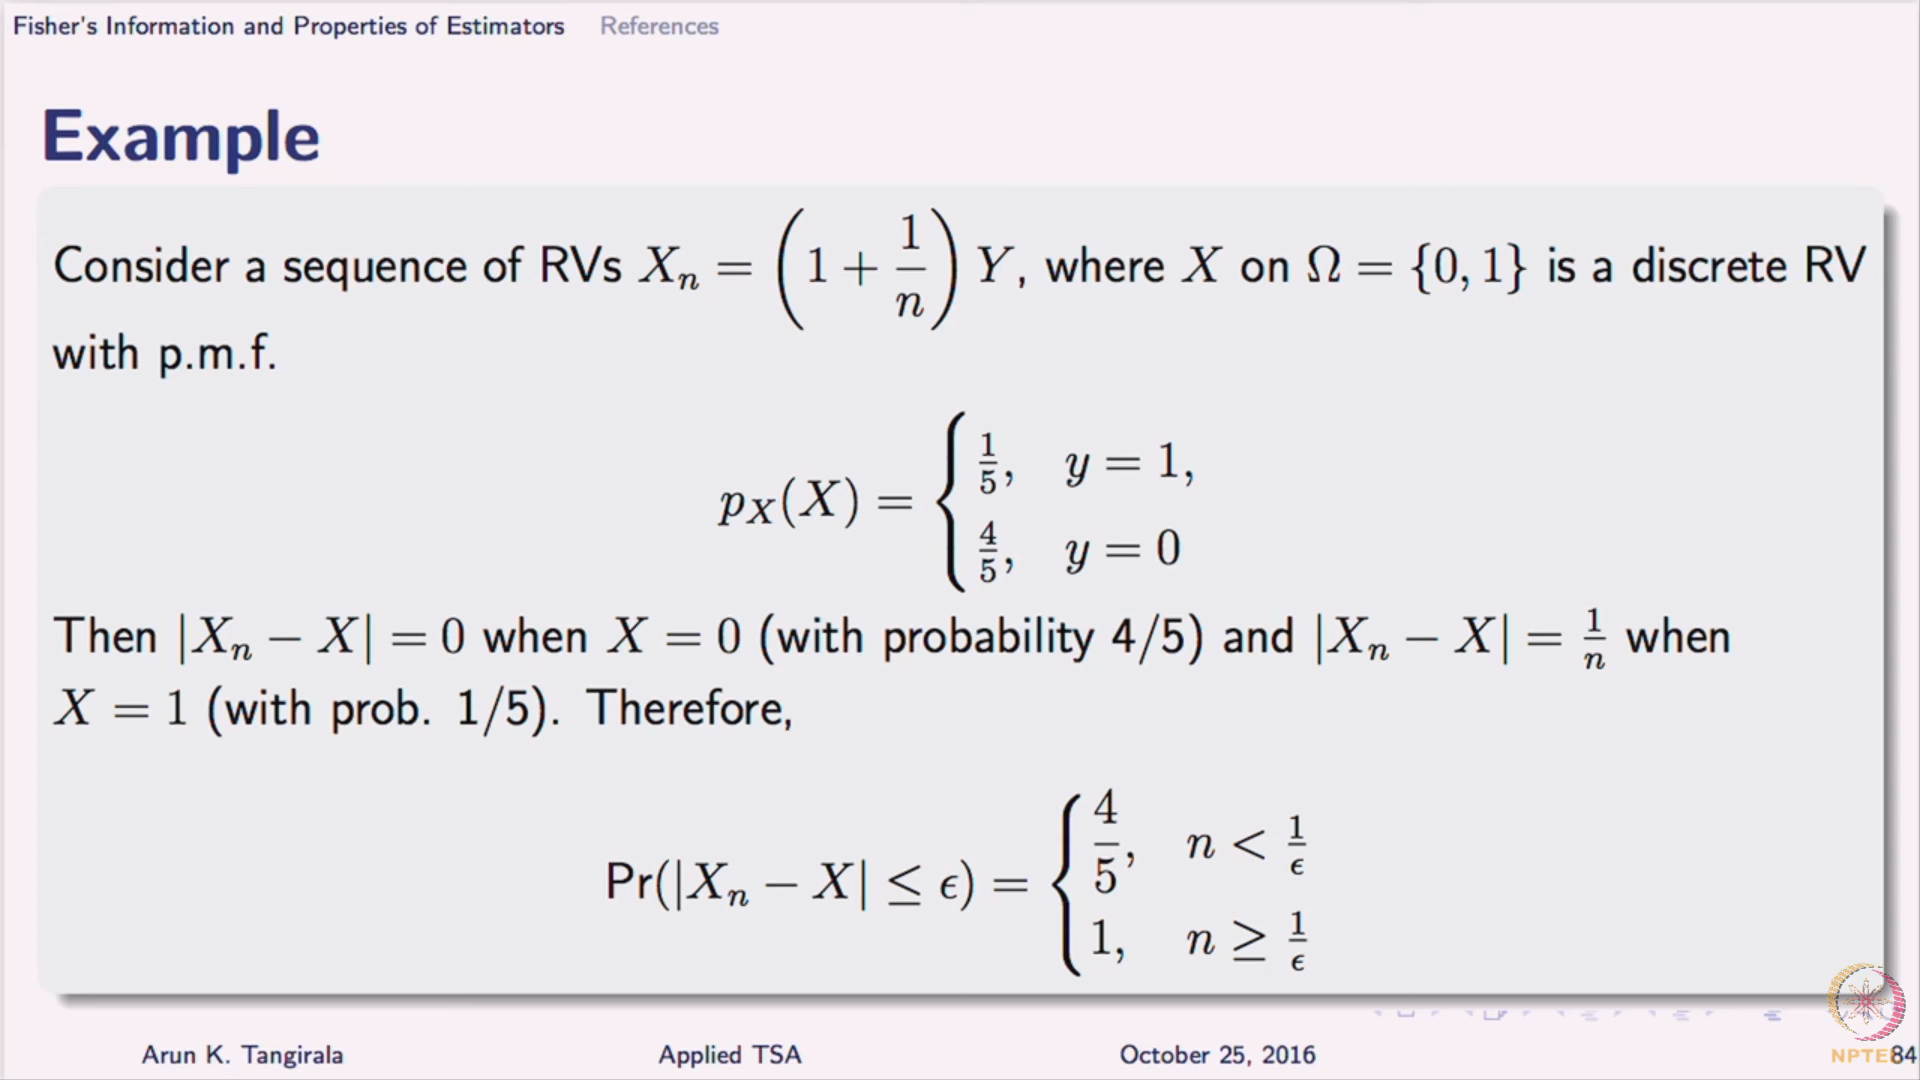 Fisher's Information and Properties of Estimators References
Example
Consider a sequence of RVs $X_n = \left(1 + \frac{1}{n}\right) Y$, where $X$ on $\Omega = \{0, 1\}$ is a discrete RV
with p.m.f.
$p_X(X) = \begin{cases} \frac{1}{5}, & y = 1, \\ \frac{4}{5}, & y = 0 \end{cases}$
Then $|X_n - X| = 0$ when $X = 0$ (with probability 4/5) and $|X_n - X| = \frac{1}{n}$ when
$X = 1$ (with prob. 1/5). Therefore,
$\Pr(|X_n - X| \leq \epsilon) = \begin{cases} \frac{4}{5}, & n < \frac{1}{\epsilon} \\ 1, & n \geq \frac{1}{\epsilon} \end{cases}$
Arun K. Tangirala Applied TSA October 25, 2016 84
NPTEL